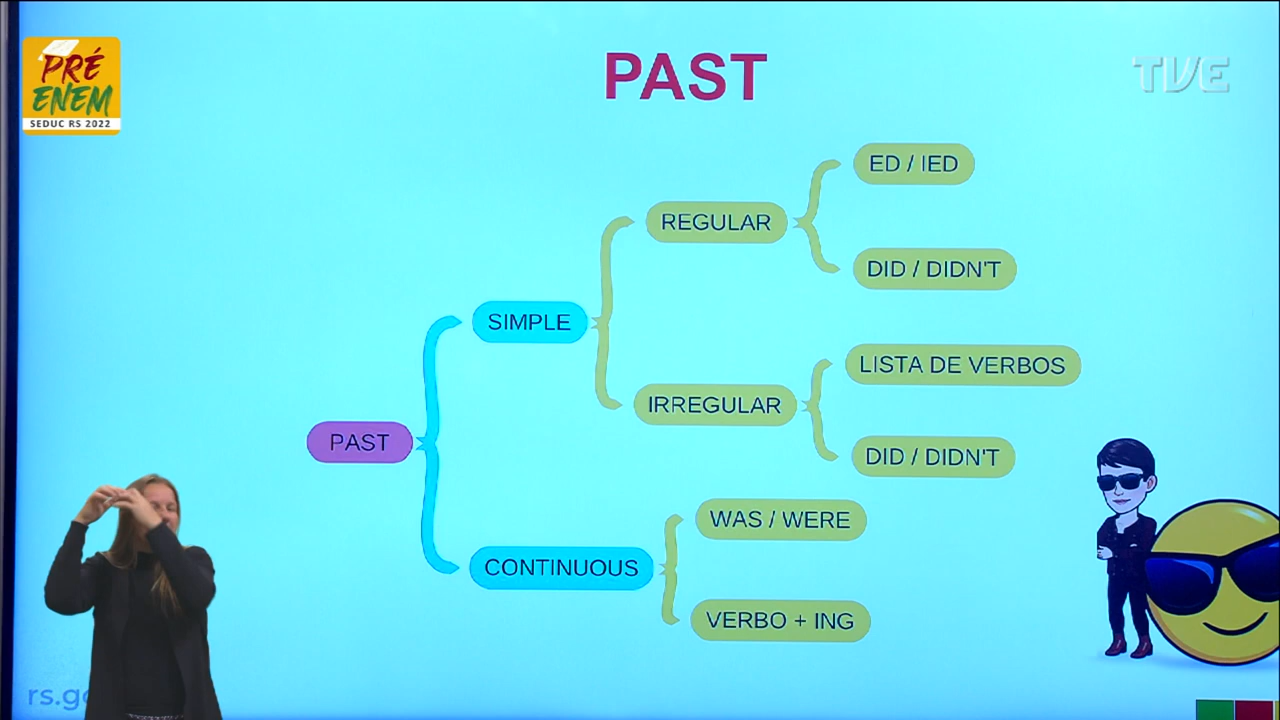 PRÉ
ENEM
SEDUC RS 2022
PAST
TVE
ED / IED
REGULAR
DID / DIDN'T
SIMPLE
LISTA DE VERBOS
IRREGULAR
DID / DIDN'T
PAST
WAS / WERE
CONTINUOUS
VERBO + ING